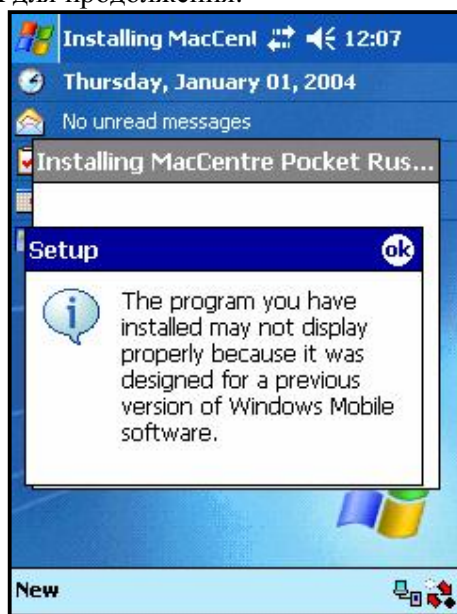 для продолжения.
Installing MacCent 12:07
Thursday, January 01, 2004
No unread messages
Installing MacCentre Pocket Rus...
Setup
ok
The program you have
installed may not display
properly because it was
designed for a previous
version of Windows Mobile
software.
New